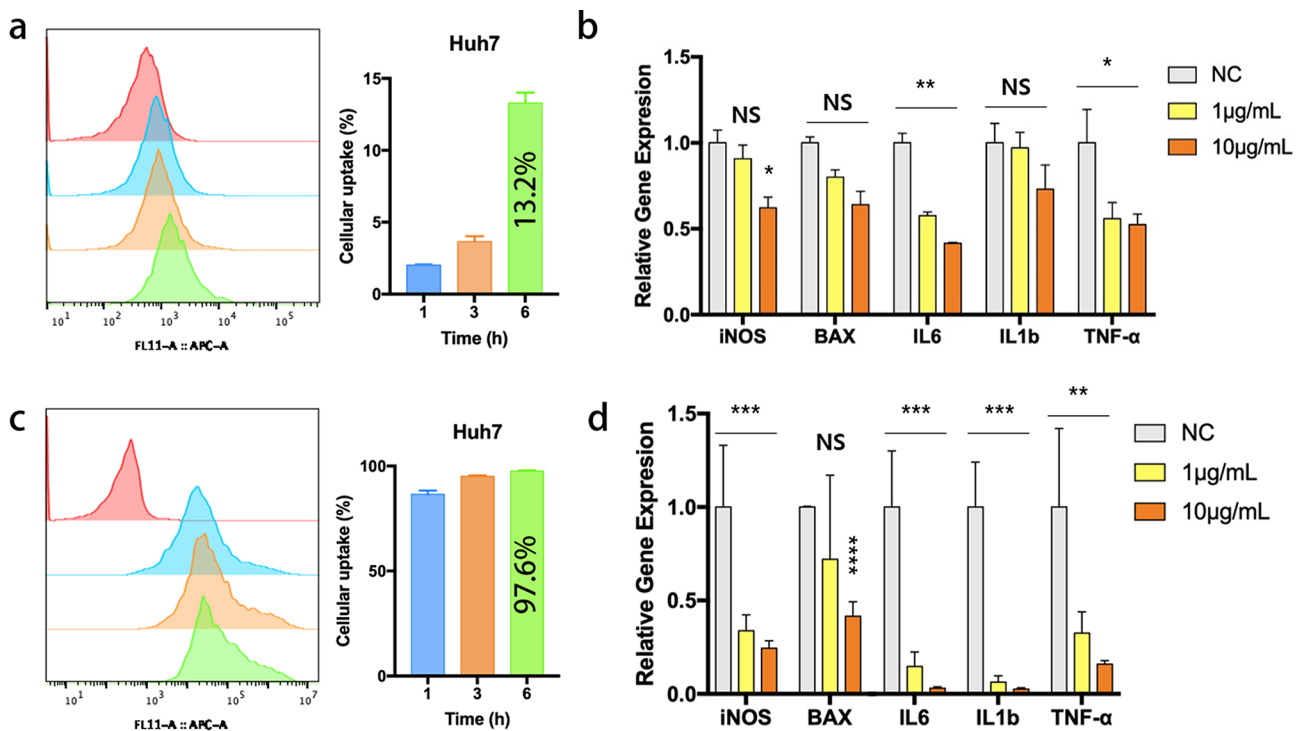 a
Huh7
Cellular uptake (%)
15
10
5
0
13.2%
1 3 6
Time (h)
10¹ 10² 10³ 10⁴ 10⁵
FL11-A :: APC-A
b
Relative Gene Expresion
1.5
1.0
0.5
0.0
NS
*
NS
**
NS
*
iNOS BAX IL6 IL1b TNF-α
NC
1μg/mL
10μg/mL
c
Huh7
Cellular uptake (%)
100
50
0
97.6%
1 3 6
Time (h)
10¹ 10³ 10⁵ 10⁷
FL11-A :: APC-A
d
Relative Gene Expresion
1.5
1.0
0.5
0.0
***
NS
****
***
***
**
iNOS BAX IL6 IL1b TNF-α
NC
1μg/mL
10μg/mL